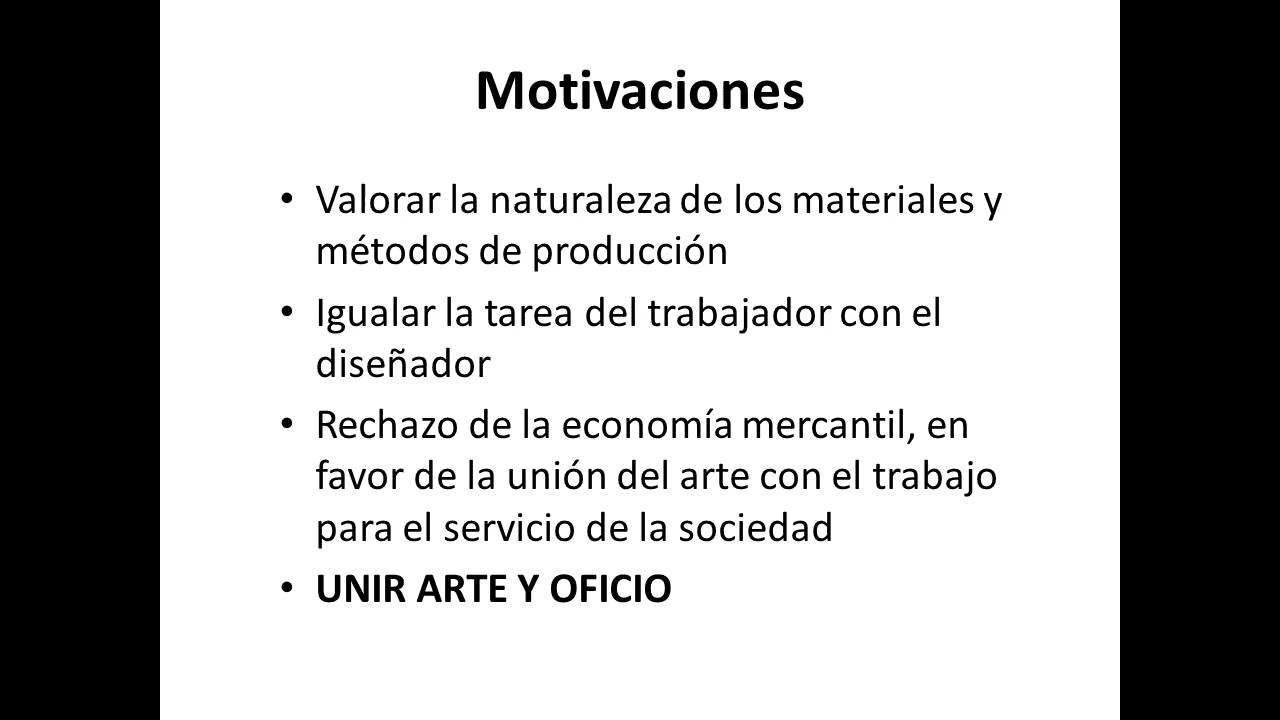 Motivaciones
• Valorar la naturaleza de los materiales y
métodos de producción
• Igualar la tarea del trabajador con el
diseñador
• Rechazo de la economía mercantil, en
favor de la unión del arte con el trabajo
para el servicio de la sociedad
• UNIR ARTE Y OFICIO